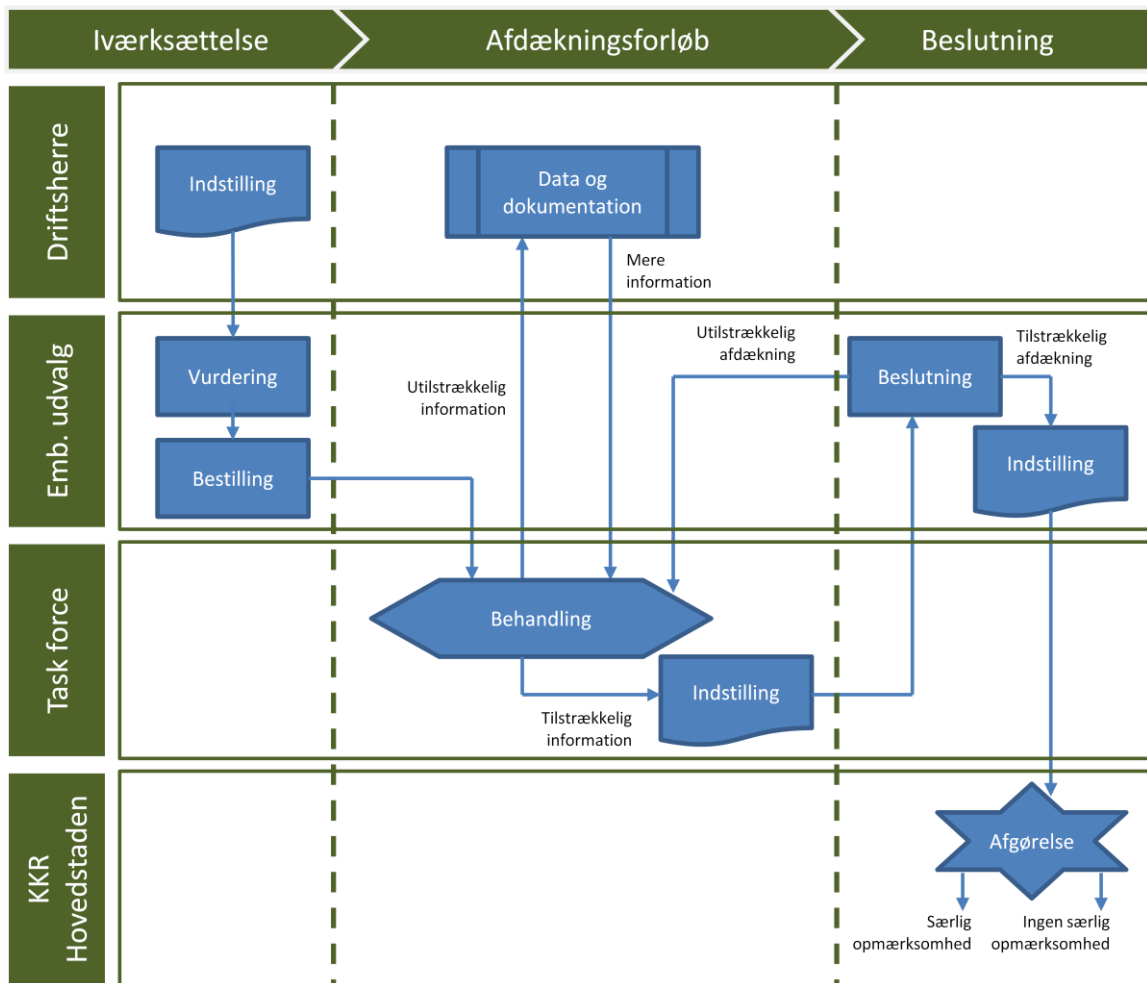 Iværksættelse
Afdækningsforløb
Beslutning
Driftsherre
Indstilling
Data og
dokumentation
Mere
information
Emb. udvalg
Vurdering
Bestilling
Utilstrækkelig
information
Utilstrækkelig
afdækning
Beslutning
Tilstrækkelig
afdækning
Indstilling
Task force
Behandling
Tilstrækkelig
information
Indstilling
KKR
Hovedstaden
Afgørelse
Særlig
opmærksomhed
Ingen særlig
opmærksomhed